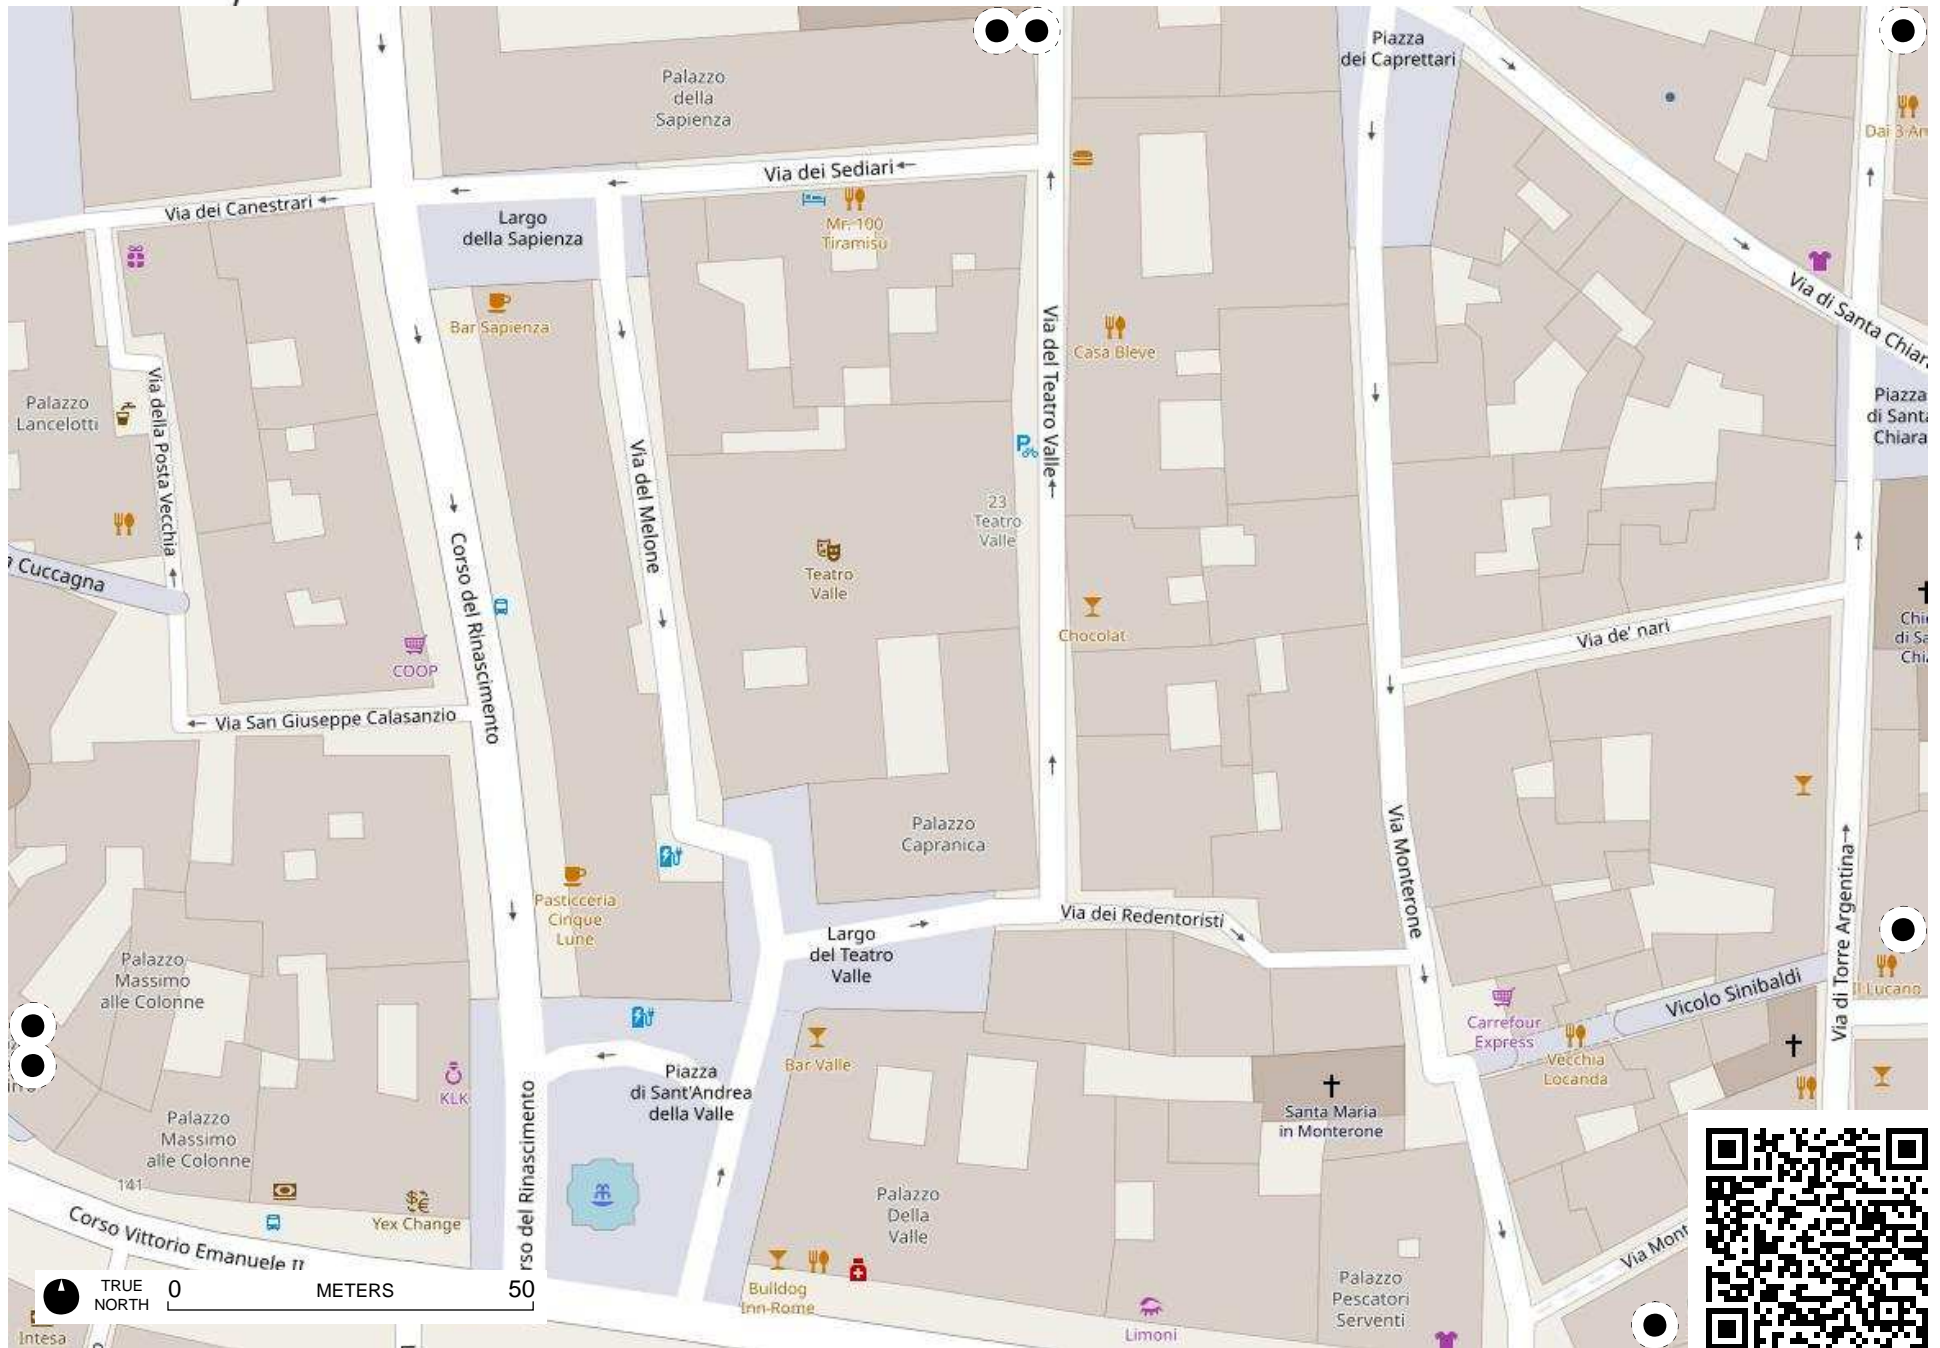 Piazza
dei Caprettari
Palazzo
della
Sapienza
Via dei Sediari
Via dei Canestrari
Largo
della Sapienza
Mr. 100
Tiramisù
Via di Santa
Bar Sapienza
Casa Bleve
Via del Teatro Valle
Palazzo
Lancelotti
Via della Posta Vecchia
Piazza
di Santa
Chiara
Via del Melone
23
Teatro
Valle
Teatro
Valle
Cuccagna
Corso del Rinascimento
Chocolat
Via de' nari
COOP
Via San Giuseppe Calasanzio
Palazzo
Capranica
Via Monterone
Via di Torre Argentina
Pasticceria
Cinque
Lune
Via dei Redentoristi
Largo
del Teatro
Valle
Palazzo
Massimo
alle Colonne
Vicolo Sinibaldi
Il Lucano
Carrefour
Express
Vecchia
Locanda
Bar Valle
Piazza
di Sant'Andrea
della Valle
KLK
Santa Maria
in Monterone
Palazzo
Massimo
alle Colonne
141
del Rinascimento
Yex Change
Palazzo
Della
Valle
Corso Vittorio Emanuele II
Via
Bulldog
Inn-Rome
Palazzo
Pescatori
Serventi
Limoni
TRUE
NORTH
0 METERS 50
Intesa